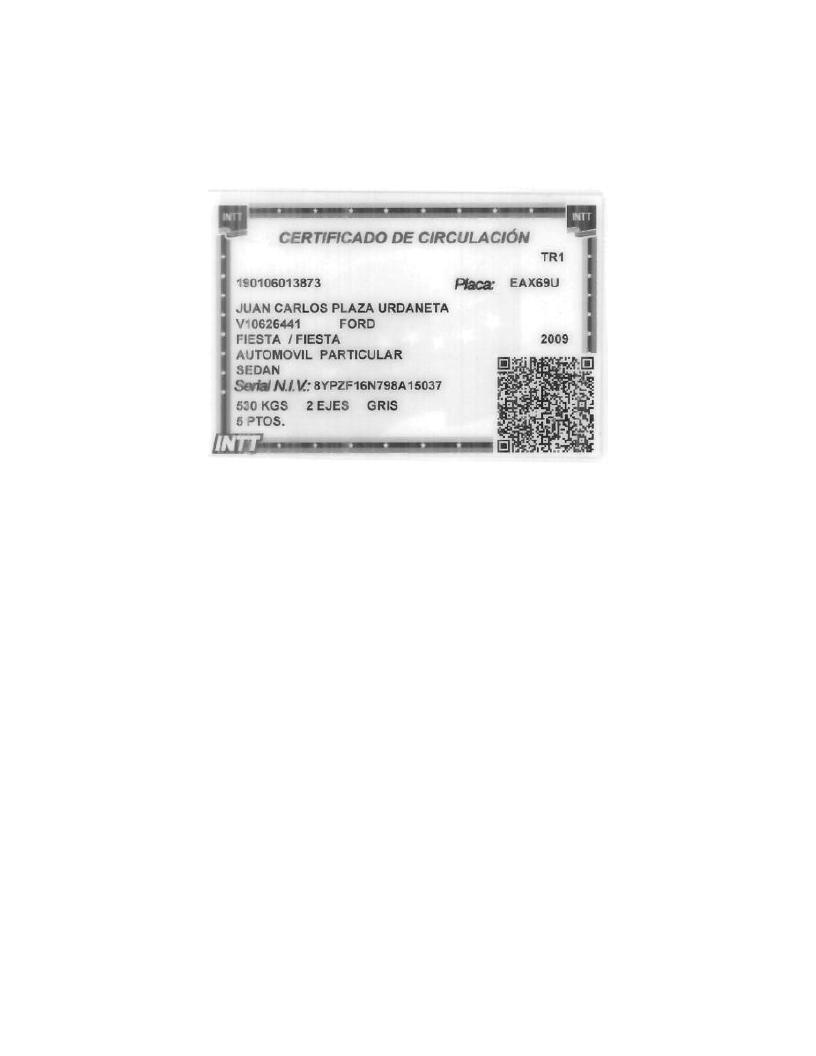 INTT INTT
CERTIFICADO DE CIRCULACIÓN
TR1
190106013873 Placa: EAX69U
JUAN CARLOS PLAZA URDANETA
V10626441 FORD
FIESTA / FIESTA 2009
AUTOMOVIL PARTICULAR
SEDAN
Serial N.I.V.: 8YPZF16N798A15037
530 KGS 2 EJES GRIS
5 PTOS.
INTT